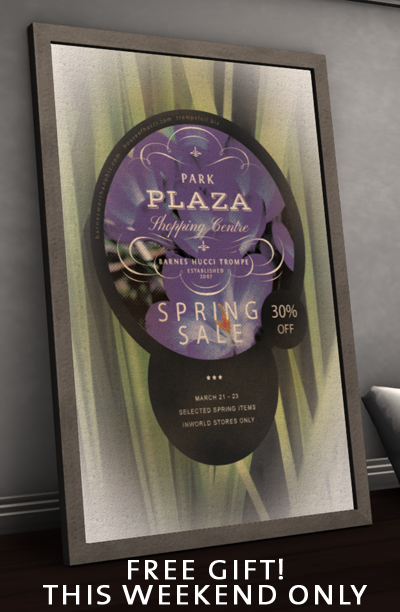 PARK
PLAZA
Shopping Centre
BARNES HUCCI TROMPE
ESTABLISHED
2007
SPRING
SALE
30%
OFF
***
MARCH 21 - 23
SELECTED SPRING ITEMS
INWORLD STORES ONLY
FREE GIFT!
THIS WEEKEND ONLY